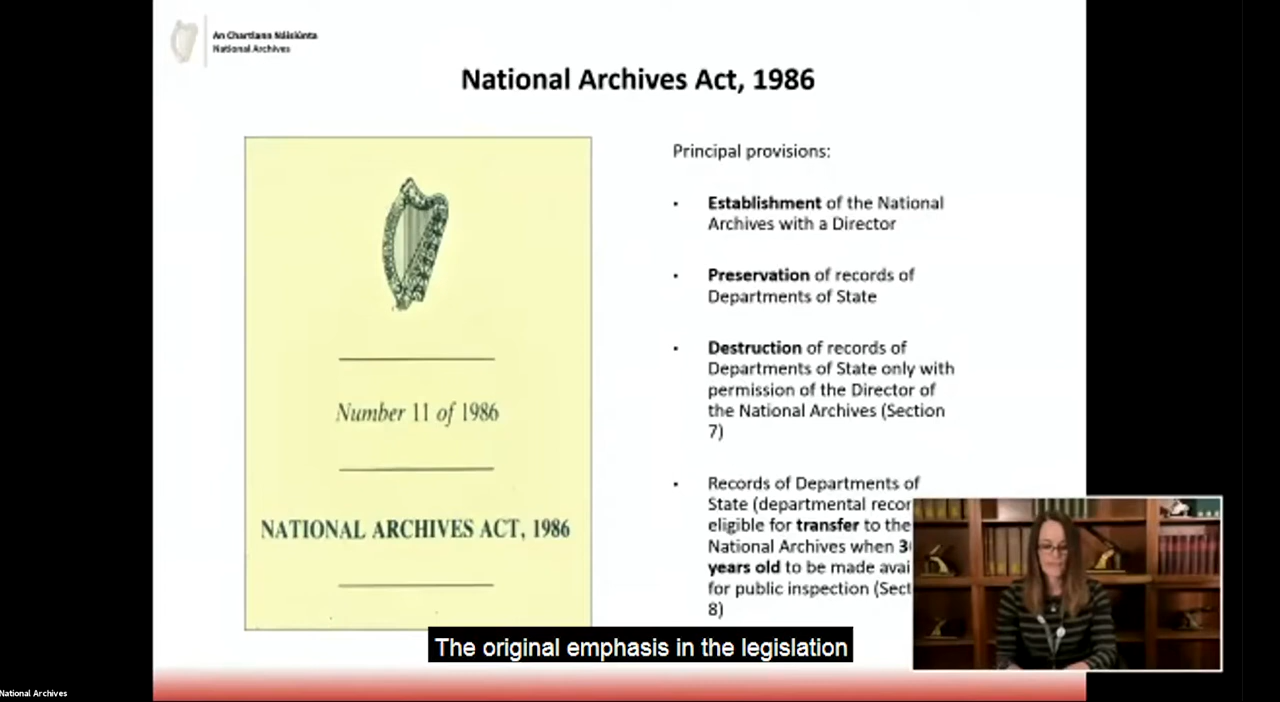 An Chartlann Náisiúnta
National Archives
National Archives Act, 1986
Number 11 of 1986
NATIONAL ARCHIVES ACT, 1986
Principal provisions:
• Establishment of the National
Archives with a Director
• Preservation of records of
Departments of State
• Destruction of records of
Departments of State only with
permission of the Director of
the National Archives (Section
7)
• Records of Departments of
State (departmental recor
eligible for transfer to the
National Archives when 3
years old to be made avai
for public inspection (Sect
8)
The original emphasis in the legislation
National Archives